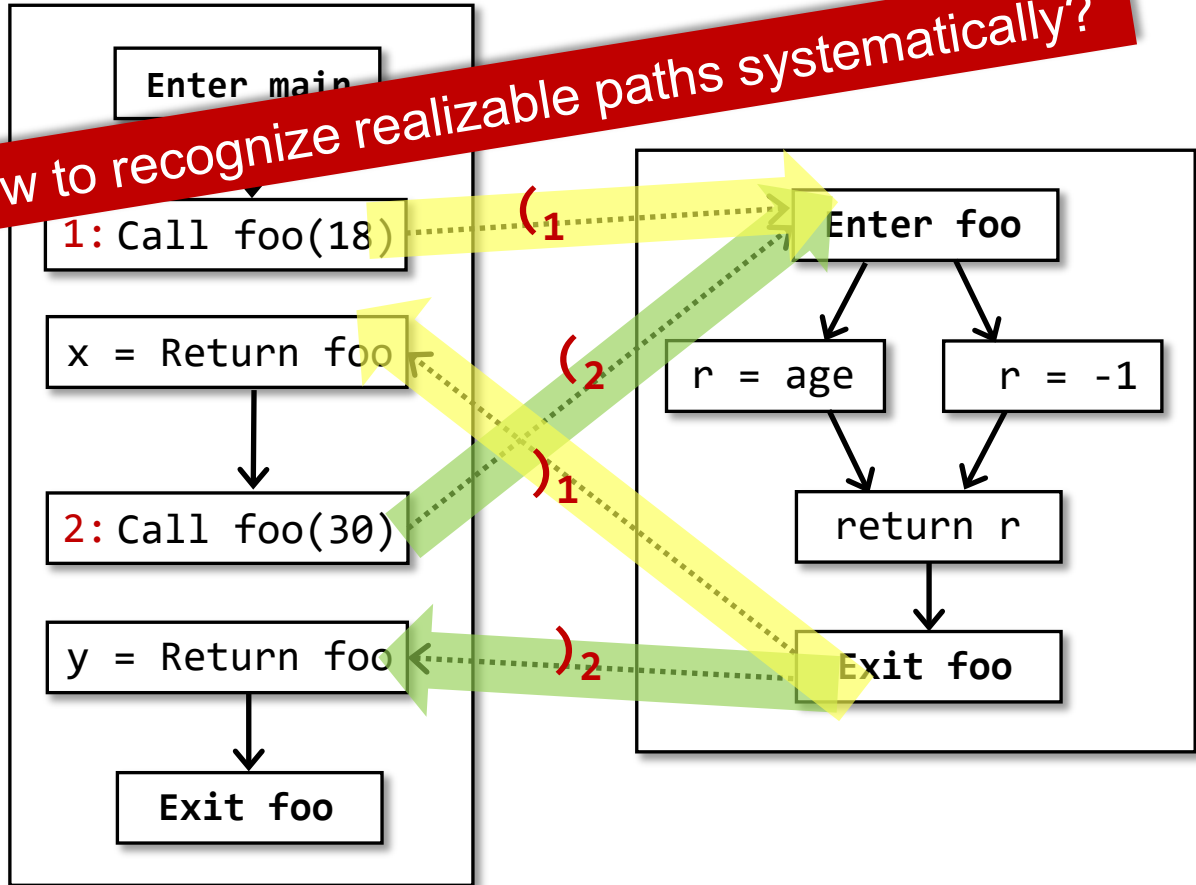 w to recognize realizable paths systematically?
Enter main
1: Call foo(18)
x = Return foo
2: Call foo(30)
y = Return foo
Exit foo
(1
(2
)1
)2
Enter foo
r = age
r = -1
return r
Exit foo